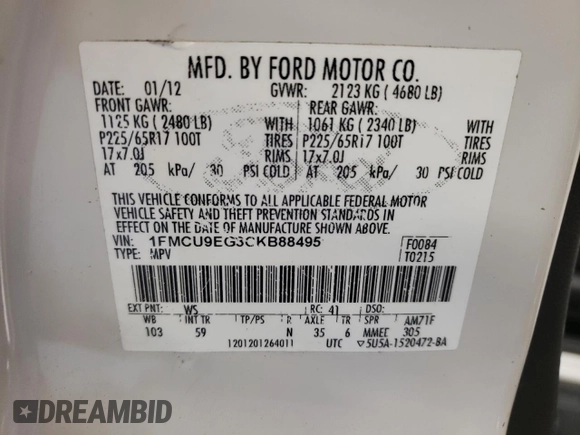 MFD. BY FORD MOTOR CO.
DATE: 01/12 GVWR: 2123 KG (4680 LB)
FRONT GAWR: REAR GAWR:
1125 KG (2480 LB) WITH 1061 KG (2340 LB) WITH
P225/65R17 100T TIRES P225/65R17 100T TIRES
17x7.0J RIMS 17x7.0J RIMS
AT 205 kPa/ 30 PSI COLD AT 205 kPa/ 30 PSI COLD
THIS VEHICLE CONFORMS TO ALL APPLICABLE FEDERAL MOTOR
VEHICLE SAFETY AND THEFT PREVENTION STANDARDS IN
EFFECT ON THE DATE OF MANUFACTURE SHOWN ABOVE.
VIN: 1FMCU9EG3CKB88495 F0084
TYPE: MPV T0215
EXT PNT: WS RC: 41 DSO:
WB INT TR TP/PS R AXLE TR SPR AM71F
103 59 N 35 6 MMEE 305
1201201264011 UTC ▽5U5A-1520472-BA
DREAMBID